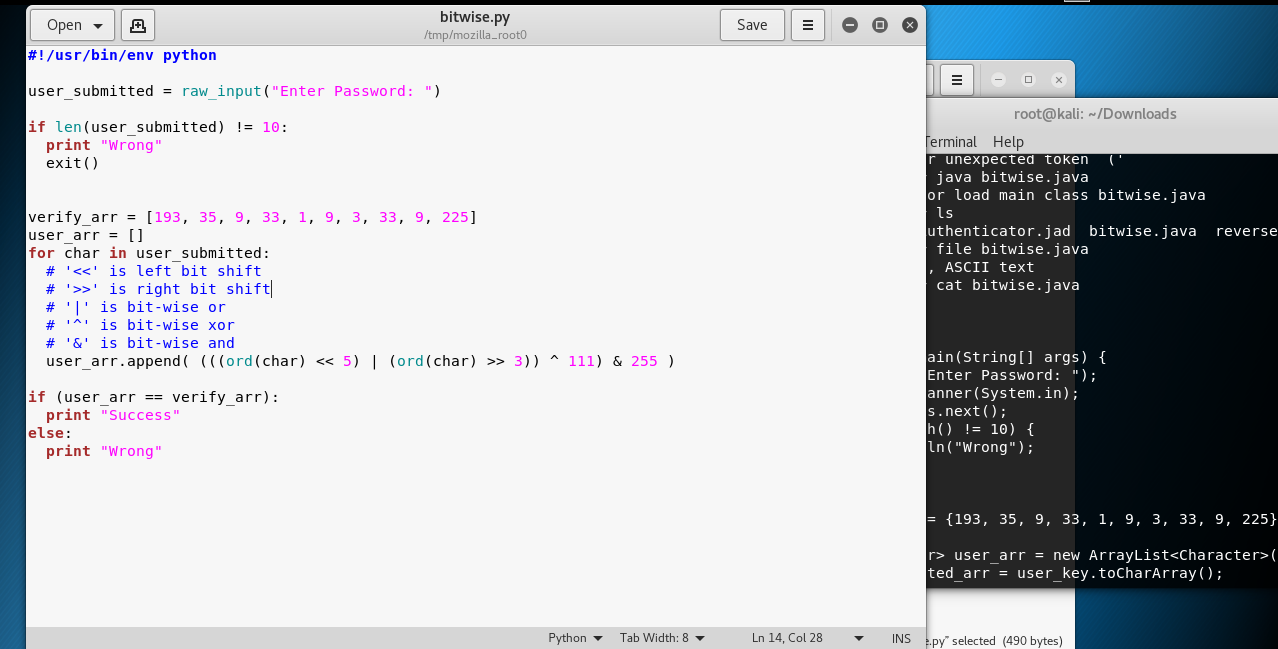 Open
bitwise.py
/tmp/mozilla_root0
Save
#!/usr/bin/env python
user_submitted = raw_input("Enter Password: ")
if len(user_submitted) != 10:
  print "Wrong"
  exit()
verify_arr = [193, 35, 9, 33, 1, 9, 3, 33, 9, 225]
user_arr = []
for char in user_submitted:
  # '<<' is left bit shift
  # '>>' is right bit shift
  # '|' is bit-wise or
  # '^' is bit-wise xor
  # '&' is bit-wise and
  user_arr.append( (((ord(char) << 5) | (ord(char) >> 3)) ^ 111) & 255 )
if (user_arr == verify_arr):
  print "Success"
else:
  print "Wrong"
Python
Tab Width: 8
Ln 14, Col 28
INS
root@kali: ~/Downloads
Terminal Help
r unexpected token ('
java bitwise.java
or load main class bitwise.java
ls
uthenticator.jad  bitwise.java  reverse
file bitwise.java
, ASCII text
cat bitwise.java
ain(String[] args) {
Enter Password: ");
anner(System.in);
s.next();
h() != 10) {
ln("Wrong");
= {193, 35, 9, 33, 1, 9, 3, 33, 9, 225}
r> user_arr = new ArrayList<Character>(
ted_arr = user_key.toCharArray();
e.py" selected (490 bytes)